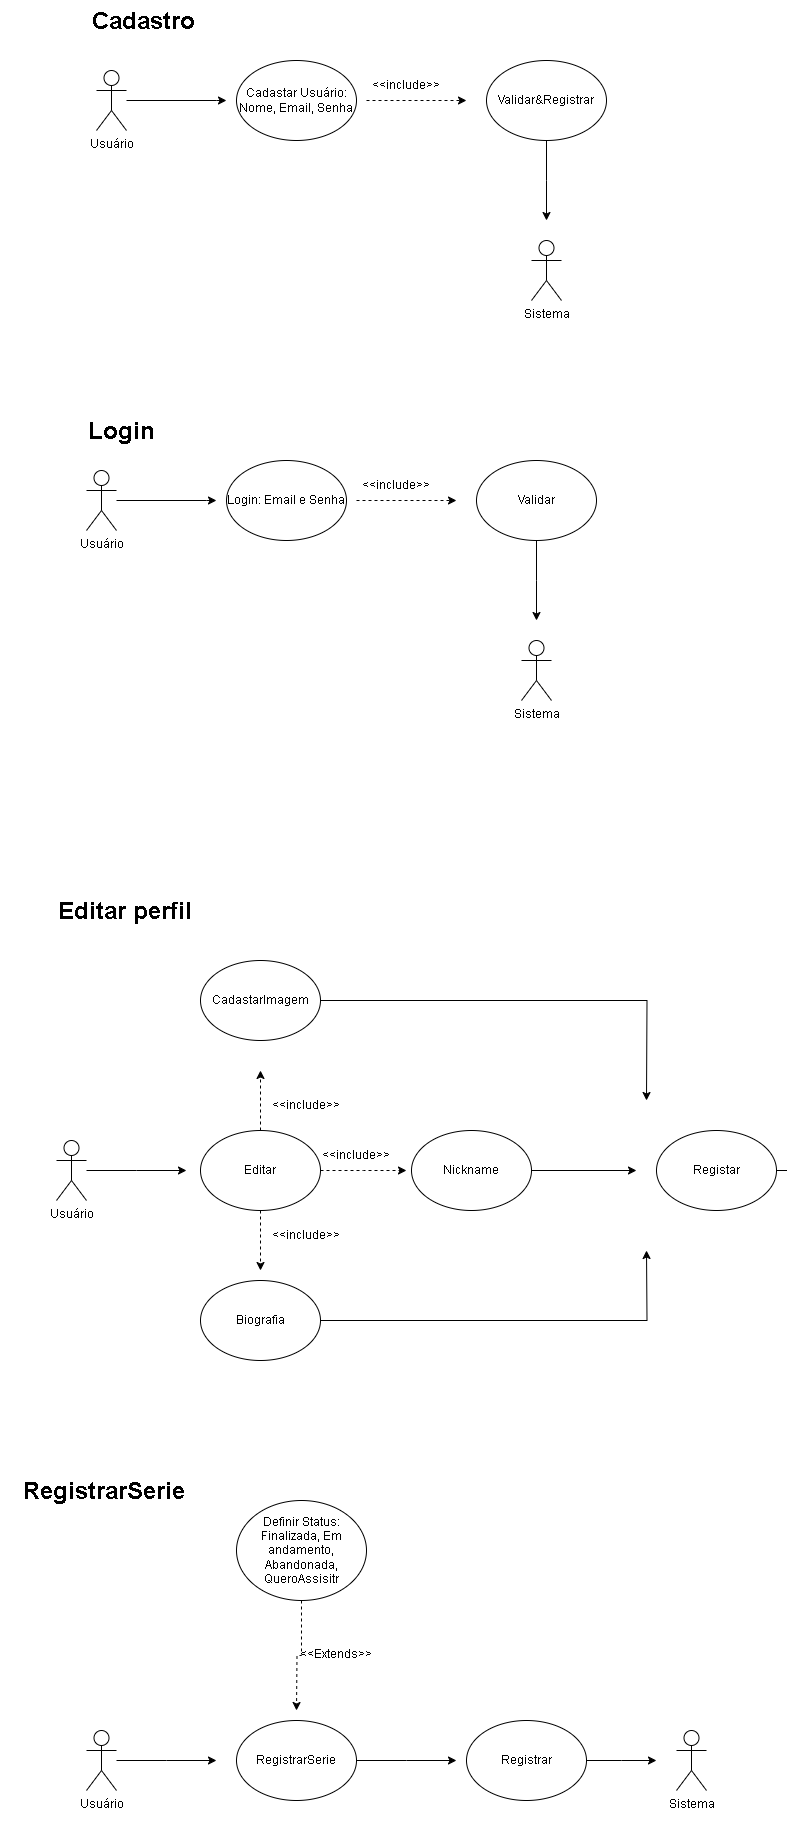 Cadastro
<<include>>
Cadastar Usuário:
Nome, Email, Senha
Validar&Registrar
Usuário
Sistema
Login
<<include>>
Login: Email e Senha
Validar
Usuário
Sistema
Editar perfil
CadastarImagem
<<include>>
<<include>>
Editar
Nickname
Registar
Usuário
<<include>>
Biografia
RegistrarSerie
Definir Status:
Finalizada, Em
andamento,
Abandonada,
QueroAssisitr
<<Extends>>
RegistrarSerie
Registrar
Usuário
Sistema